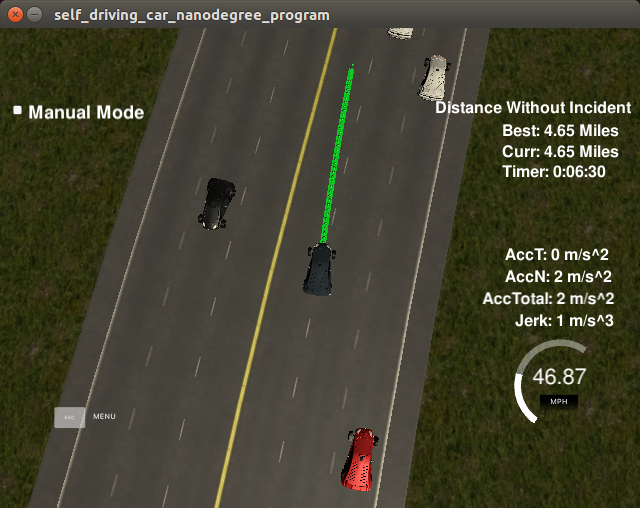 self_driving_car_nanodegree_program
Manual Mode
Distance Without Incident
Best: 4.65 Miles
Curr: 4.65 Miles
Timer: 0:06:30
AccT: 0 m/s^2
AccN: 2 m/s^2
AccTotal: 2 m/s^2
Jerk: 1 m/s^3
46.87
MPH
ESC
MENU